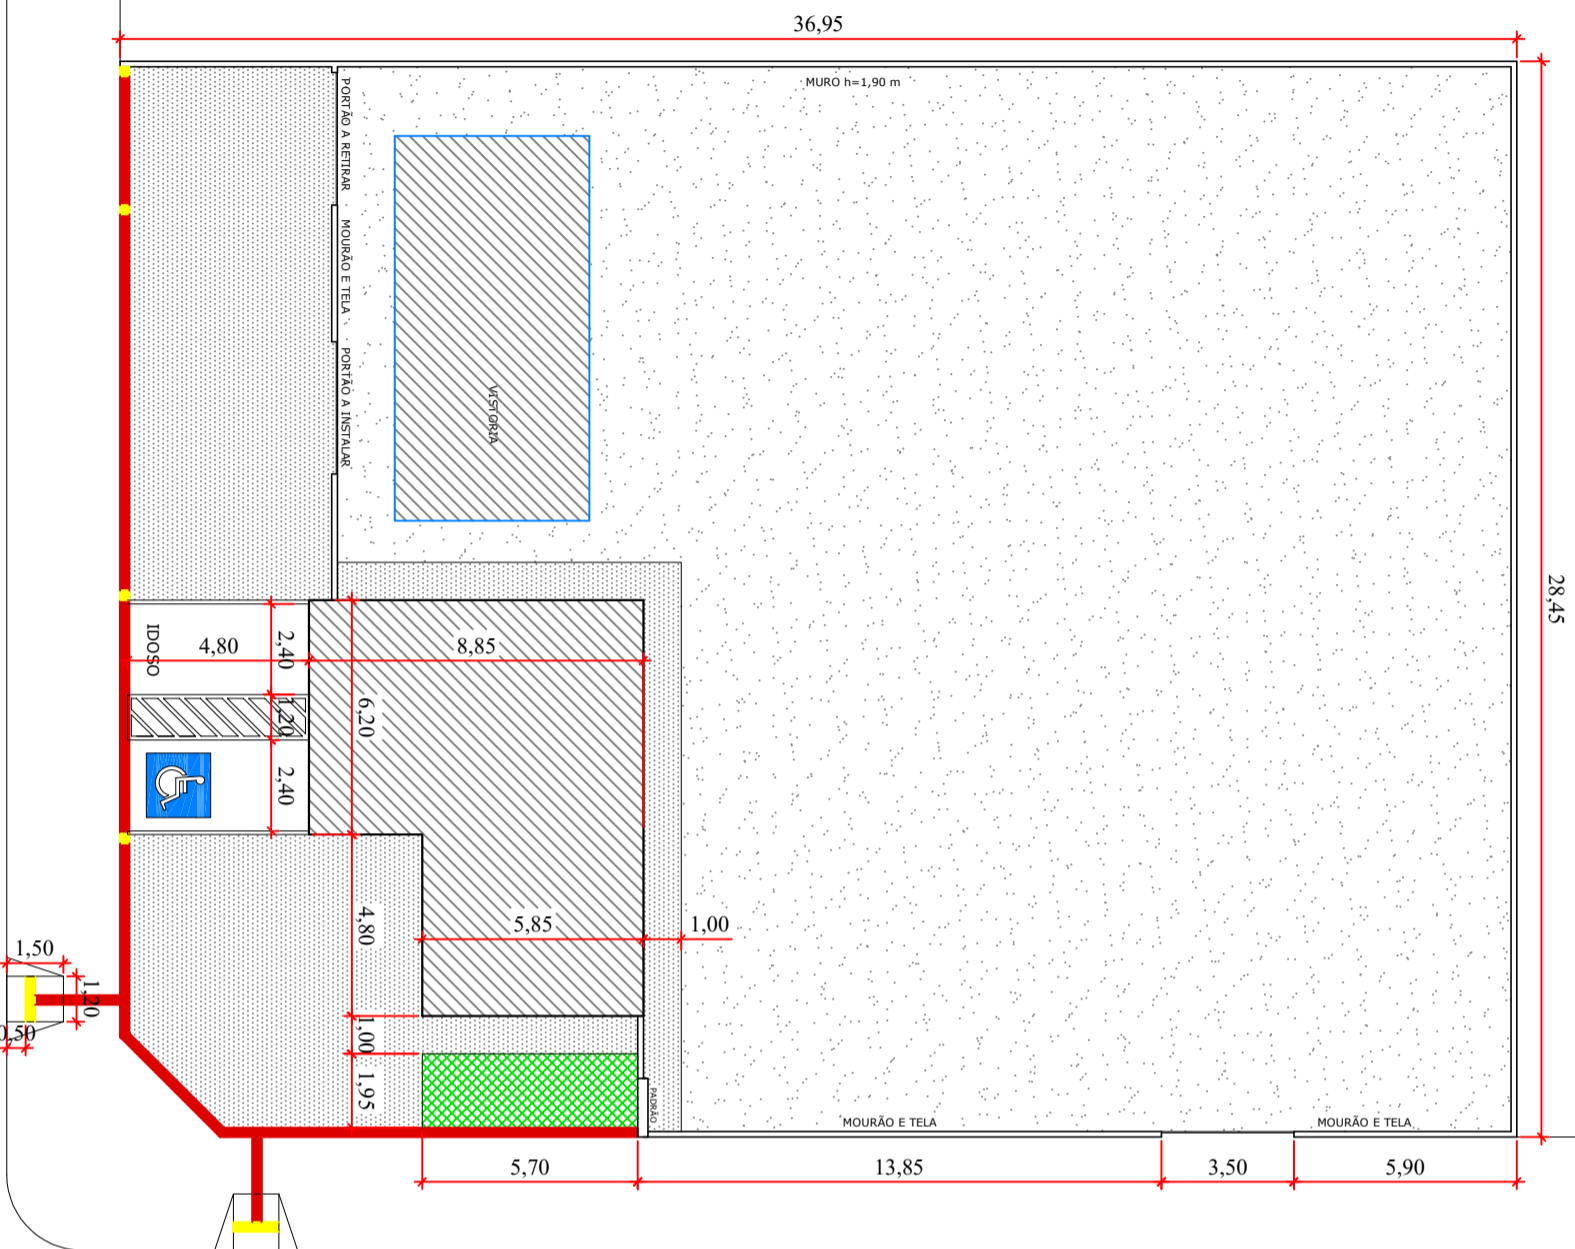 36,95
MURO h=1,90 m
PORTÃO A RETIRAR
MOURÃO E TELA
PORTÃO A INSTALAR
VISTORIA
28,45
IDOSO
4,80
2,40
8,85
1,20
6,20
2,40
4,80
5,85
1,00
1,50
1,20
0,50
1,00
1,95
PADRÃO
MOURÃO E TELA
MOURÃO E TELA
5,70
13,85
3,50
5,90